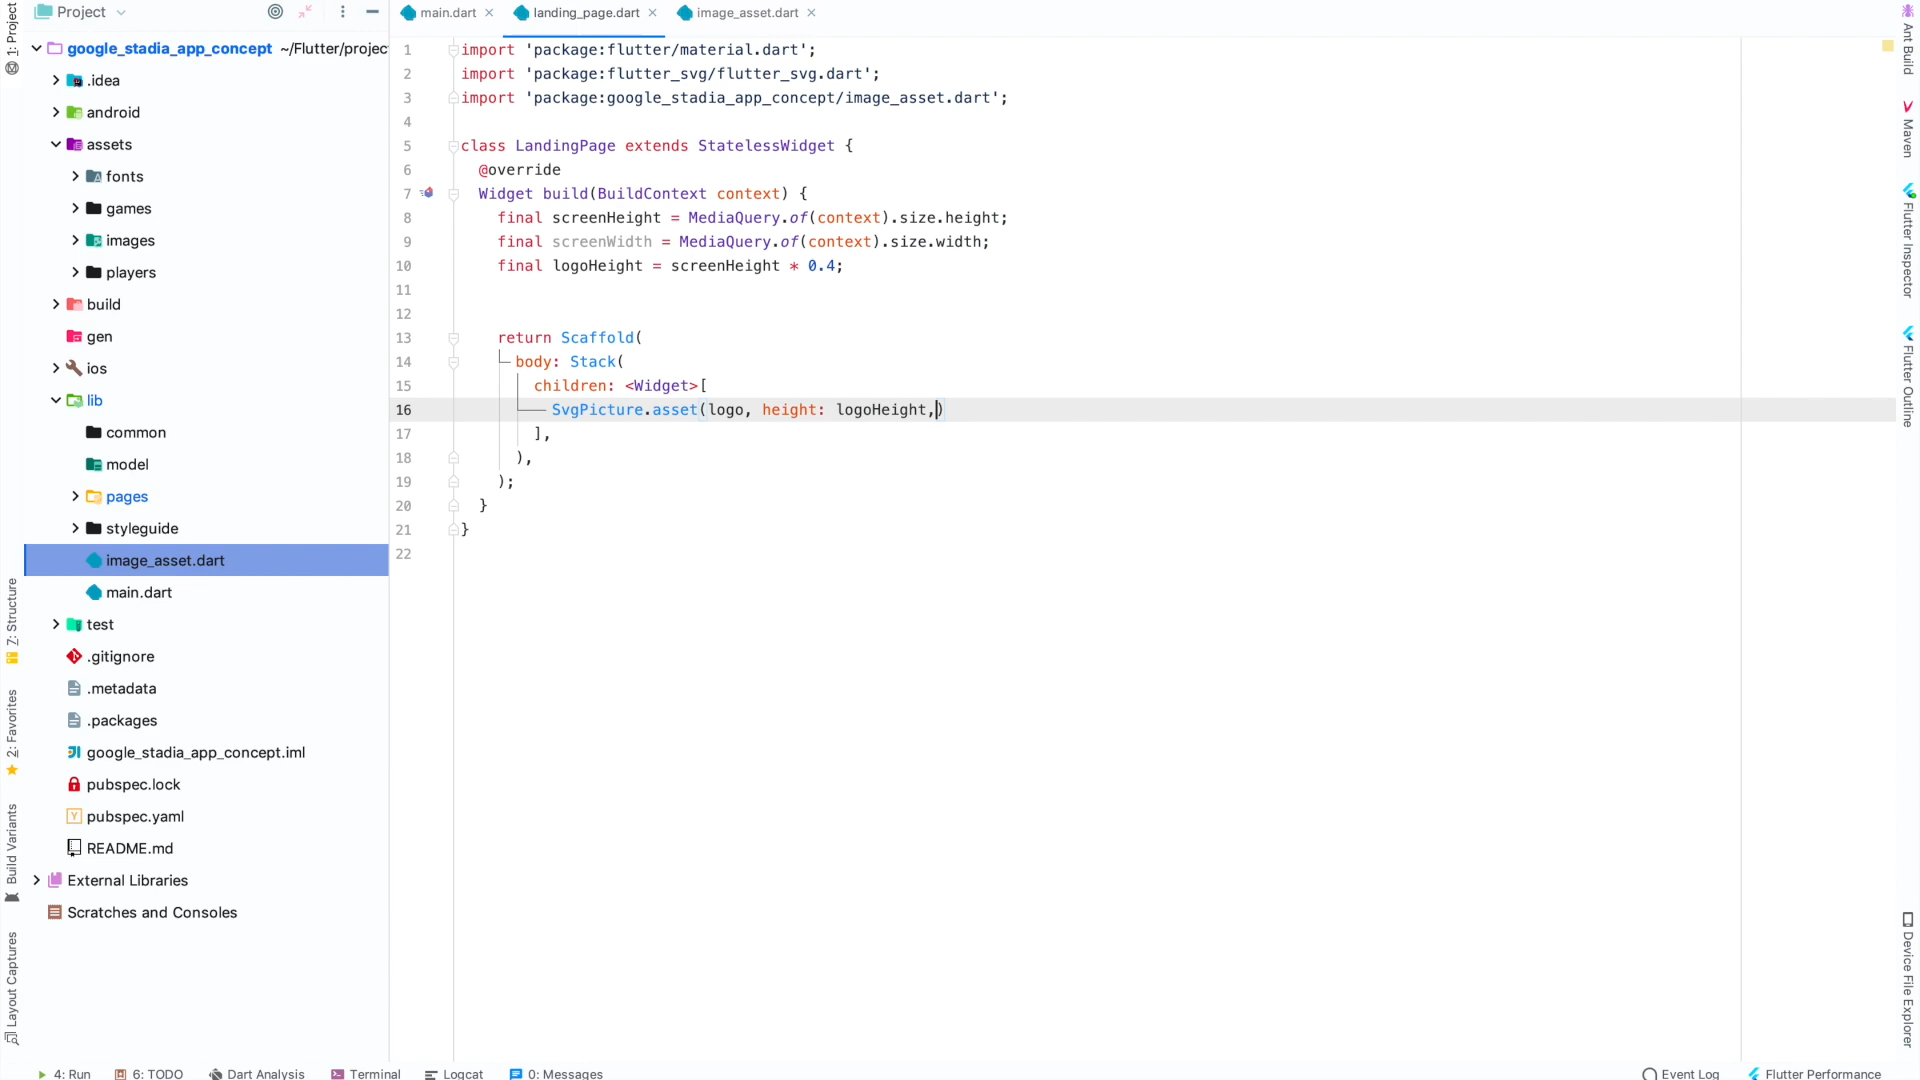 Project
main.dart
landing_page.dart
image_asset.dart
google_stadia_app_concept ~/Flutter/projec
.idea
android
assets
fonts
games
images
players
build
gen
ios
lib
common
model
pages
styleguide
image_asset.dart
main.dart
test
.gitignore
.metadata
.packages
google_stadia_app_concept.iml
pubspec.lock
pubspec.yaml
README.md
External Libraries
Scratches and Consoles
1: Project
Z: Structure
2: Favorites
Build Variants
Layout Captures
1 import 'package:flutter/material.dart';
2 import 'package:flutter_svg/flutter_svg.dart';
3 import 'package:google_stadia_app_concept/image_asset.dart';
4
5 class LandingPage extends StatelessWidget {
6 @override
7 Widget build(BuildContext context) {
8 final screenHeight = MediaQuery.of(context).size.height;
9 final screenWidth = MediaQuery.of(context).size.width;
10 final logoHeight = screenHeight * 0.4;
11
12
13 return Scaffold(
14 body: Stack(
15 children: <Widget>[
16 SvgPicture.asset(logo, height: logoHeight,)
17 ],
18 ),
19 );
20 }
21 }
22
Ant Build
Maven
Flutter Inspector
Flutter Outline
Device File Explorer
4: Run
6: TODO
Dart Analysis
Terminal
Logcat
0: Messages
Event Log
Flutter Performance